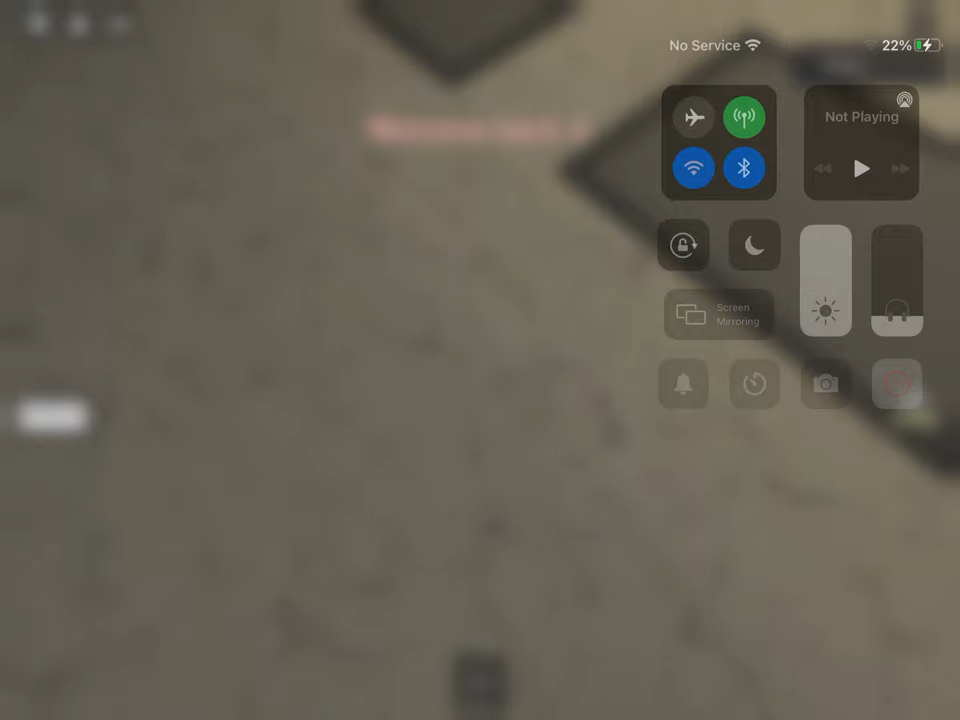 No Service
22%
Not Playing
Screen
Mirroring